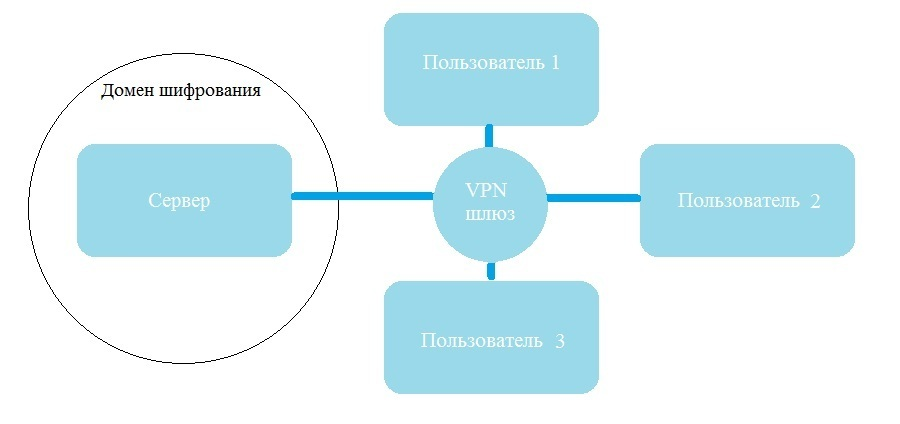 Пользователь 1
Домен шифрования
Сервер
VPN
шлюз
Пользователь 2
Пользователь 3